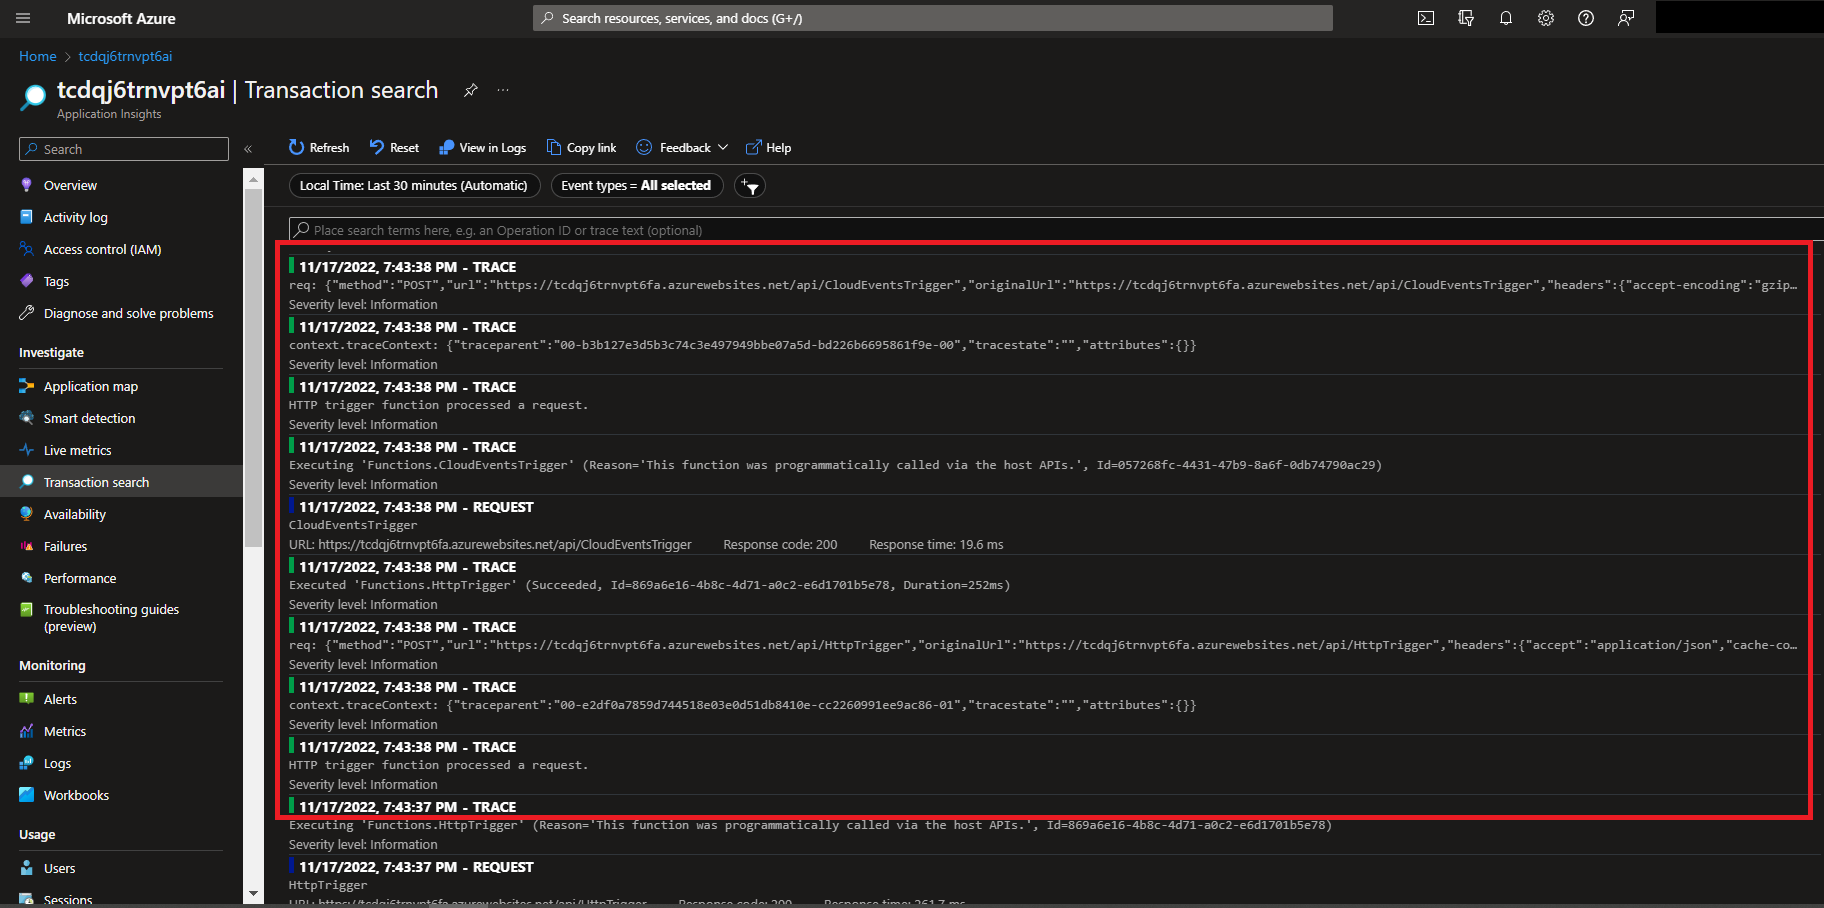 Microsoft Azure
Search resources, services, and docs (G+/)
Home > tcdqj6trnvpt6ai
tcdqj6trnvpt6ai | Transaction search
Application Insights
Search
«
Refresh
Reset
View in Logs
Copy link
Feedback
Help
Overview
Activity log
Access control (IAM)
Tags
Diagnose and solve problems
Investigate
Application map
Smart detection
Live metrics
Transaction search
Availability
Failures
Performance
Troubleshooting guides
(preview)
Monitoring
Alerts
Metrics
Logs
Workbooks
Usage
Users
Sessions
Local Time: Last 30 minutes (Automatic)
Event types = All selected
Place search terms here, e.g. an Operation ID or trace text (optional)
11/17/2022, 7:43:38 PM - TRACE
req: {"method":"POST","url":"https://tcdqj6trnvpt6fa.azurewebsites.net/api/CloudEventsTrigger","originalUrl":"https://tcdqj6trnvpt6fa.azurewebsites.net/api/CloudEventsTrigger","headers":{"accept-encoding":"gzip...
Severity level: Information
11/17/2022, 7:43:38 PM - TRACE
context.traceContext: {"traceparent":"00-b3b127e3d5b3c74c3e497949bbe07a5d-bd226b6695861f9e-00","tracestate":"","attributes":{}}
Severity level: Information
11/17/2022, 7:43:38 PM - TRACE
HTTP trigger function processed a request.
Severity level: Information
11/17/2022, 7:43:38 PM - TRACE
Executing 'Functions.CloudEventsTrigger' (Reason='This function was programmatically called via the host APIs.', Id=057268fc-4431-47b9-8a6f-0db74790ac29)
Severity level: Information
11/17/2022, 7:43:38 PM - REQUEST
CloudEventsTrigger
URL: https://tcdqj6trnvpt6fa.azurewebsites.net/api/CloudEventsTrigger Response code: 200 Response time: 19.6 ms
11/17/2022, 7:43:38 PM - TRACE
Executed 'Functions.HttpTrigger' (Succeeded, Id=869a6e16-4b8c-4d71-a0c2-e6d1701b5e78, Duration=252ms)
Severity level: Information
11/17/2022, 7:43:38 PM - TRACE
req: {"method":"POST","url":"https://tcdqj6trnvpt6fa.azurewebsites.net/api/HttpTrigger","originalUrl":"https://tcdqj6trnvpt6fa.azurewebsites.net/api/HttpTrigger","headers":{"accept":"application/json","cache-co...
Severity level: Information
11/17/2022, 7:43:38 PM - TRACE
context.traceContext: {"traceparent":"00-e2df0a7859d744518e03e0d51db8410e-cc2260991ee9ac86-01","tracestate":"","attributes":{}}
Severity level: Information
11/17/2022, 7:43:38 PM - TRACE
HTTP trigger function processed a request.
Severity level: Information
11/17/2022, 7:43:37 PM - TRACE
Executing 'Functions.HttpTrigger' (Reason='This function was programmatically called via the host APIs.', Id=869a6e16-4b8c-4d71-a0c2-e6d1701b5e78)
Severity level: Information
11/17/2022, 7:43:37 PM - REQUEST
HttpTrigger
URL: https://tcdqj6trnvpt6fa.azurewebsites.net/api/HttpTrigger Response code: 200 Response time: 261.7 ms